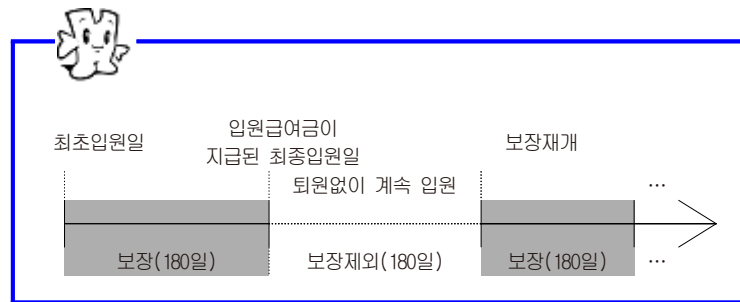 최초입원일
입원급여금이
지급된 최종입원일
보장재개
퇴원없이 계속 입원
…
보장(180일)
보장제외(180일)
보장(180일)
…